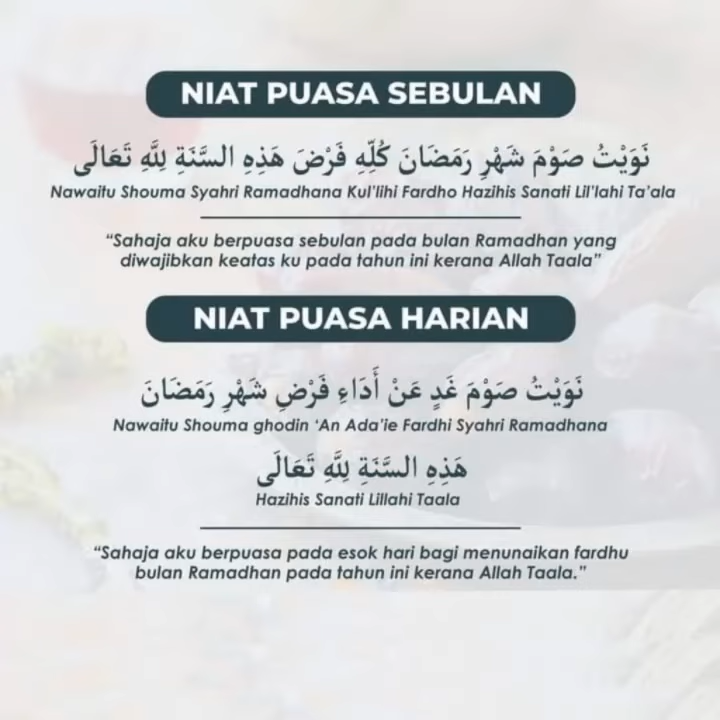 NIAT PUASA SEBULAN
نَوَيْتُ صَوْمَ شَهْرِ رَمَضَانَ كُلِّهِ فَرْضَ هَذِهِ السَّنَةِ لِلَّهِ تَعَالَى
Nawaitu Shouma Syahri Ramadhana Kul'lihi Fardho Hazihis Sanati Lil'lahi Ta'ala
“Sahaja aku berpuasa sebulan pada bulan Ramadhan yang
diwajibkan keatas ku pada tahun ini kerana Allah Taala”
NIAT PUASA HARIAN
نَوَيْتُ صَوْمَ غَدٍ عَنْ أَدَاءِ فَرْضِ شَهْرِ رَمَضَانَ
Nawaitu Shouma ghodin ‘An Ada'ie Fardhi Syahri Ramadhana
هَذِهِ السَّنَةِ لِلَّهِ تَعَالَى
Hazihis Sanati Lillahi Taala
“Sahaja aku berpuasa pada esok hari bagi menunaikan fardhu
bulan Ramadhan pada tahun ini kerana Allah Taala.”